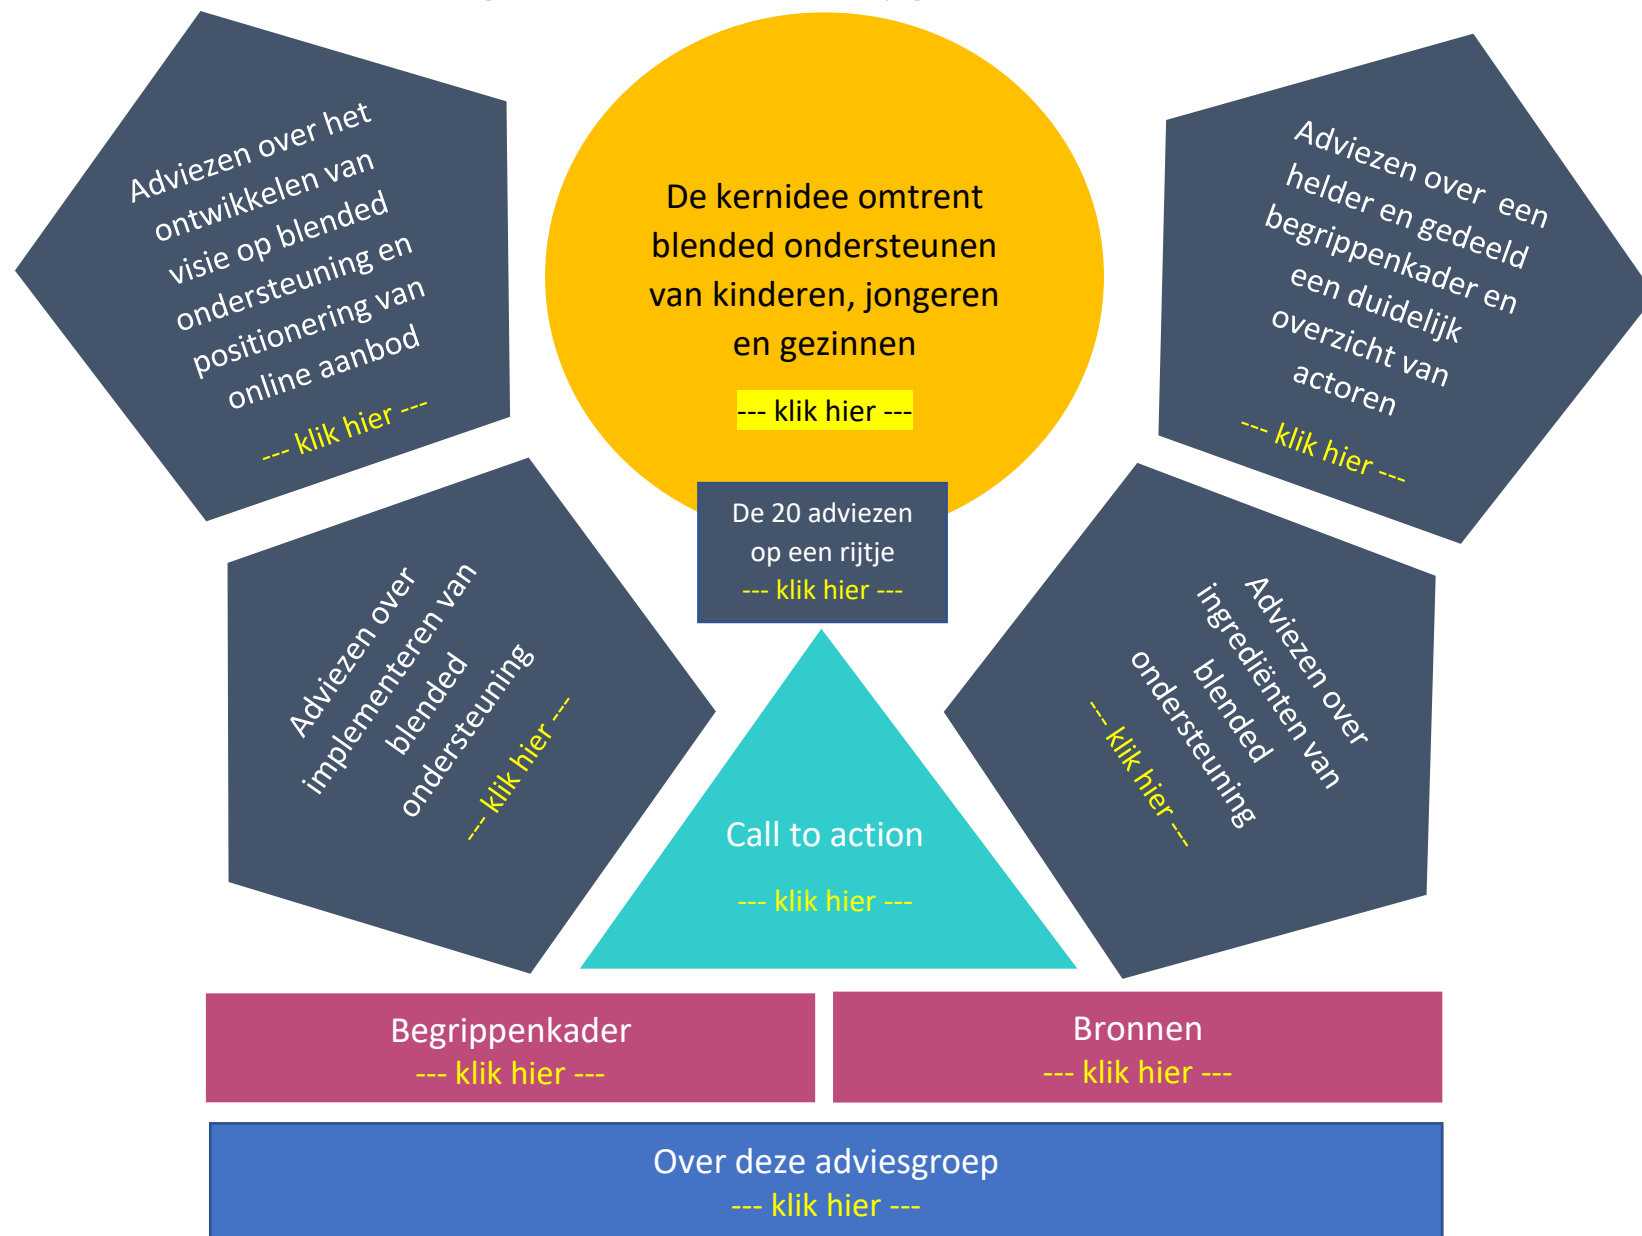 Adviezen over het
ontwikkelen van
visie op blended
ondersteuning en
positionering van
online aanbod
--- klik hier ---
De kernidee omtrent
blended ondersteunen
van kinderen, jongeren
en gezinnen
--- klik hier ---
Adviezen over een
helder en gedeeld
begrippenkader en
een duidelijk
overzicht van
actoren
--- klik hier ---
De 20 adviezen
op een rijtje
--- klik hier ---
Adviezen over
implementeren van
blended
ondersteuning
--- klik hier ---
Adviezen over
ingrediënten van
blended
ondersteuning
--- klik hier ---
Call to action
--- klik hier ---
Begrippenkader
--- klik hier ---
Bronnen
--- klik hier ---
Over deze adviesgroep
--- klik hier ---